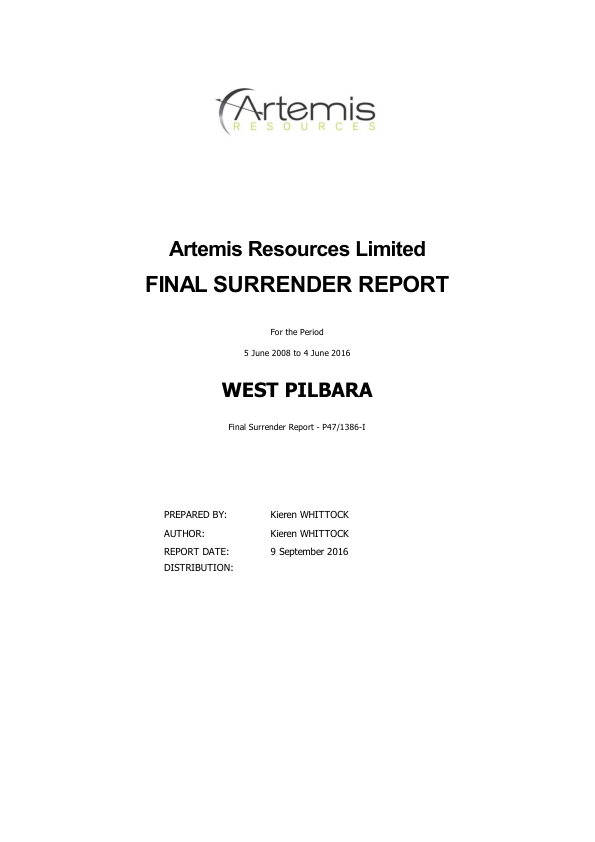 Artemis
RESOURCES
Artemis Resources Limited
FINAL SURRENDER REPORT
For the Period
5 June 2008 to 4 June 2016
WEST PILBARA
Final Surrender Report - P47/1386-I
PREPARED BY: Kieren WHITTOCK
AUTHOR: Kieren WHITTOCK
REPORT DATE: 9 September 2016
DISTRIBUTION: